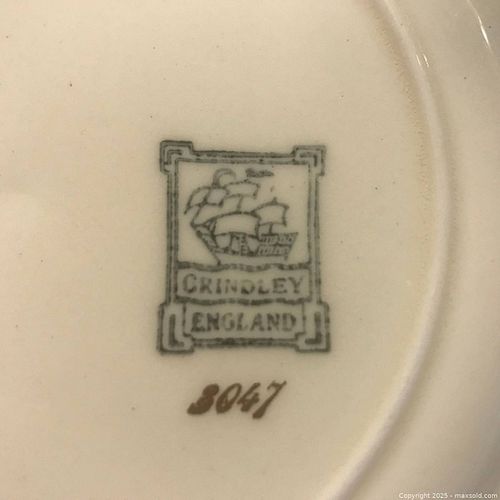 GRINDLEY
ENGLAND
3047
Copyright 2025 - maxsold.com